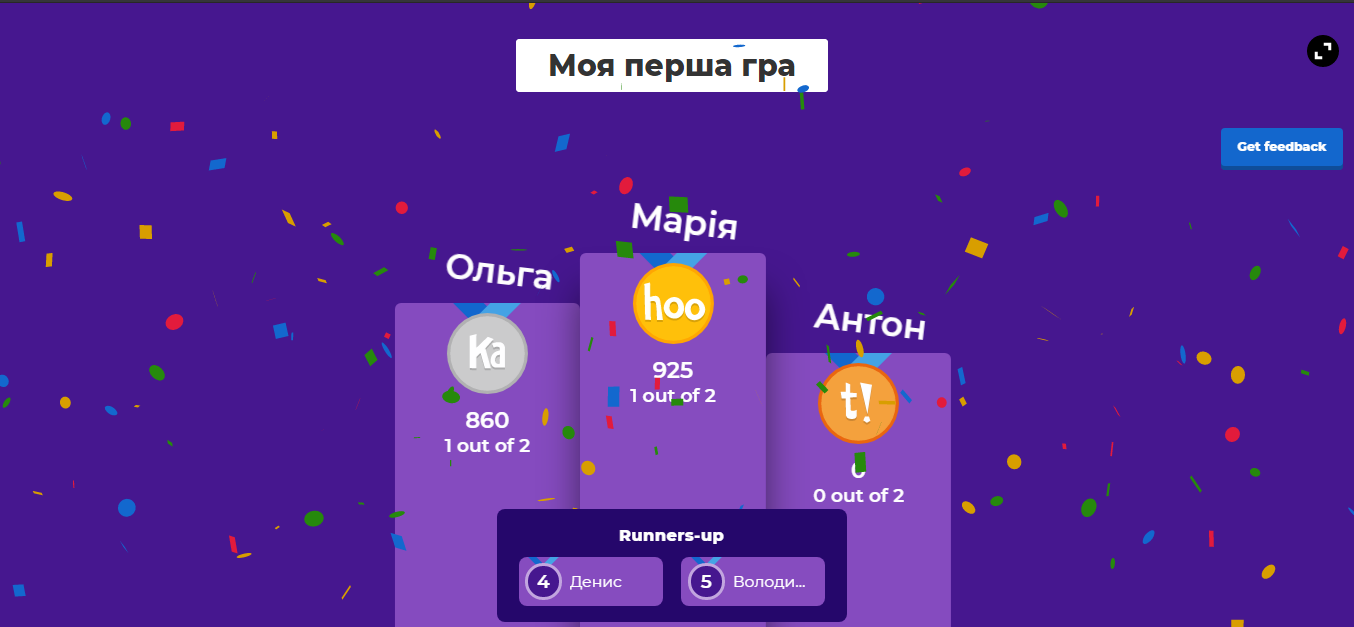 Моя перша гра
Get feedback
Марія
Ольга
Антон
hoo
Ka
t!
925
1 out of 2
860
1 out of 2
0
0 out of 2
Runners-up
4 Денис
5 Володи...